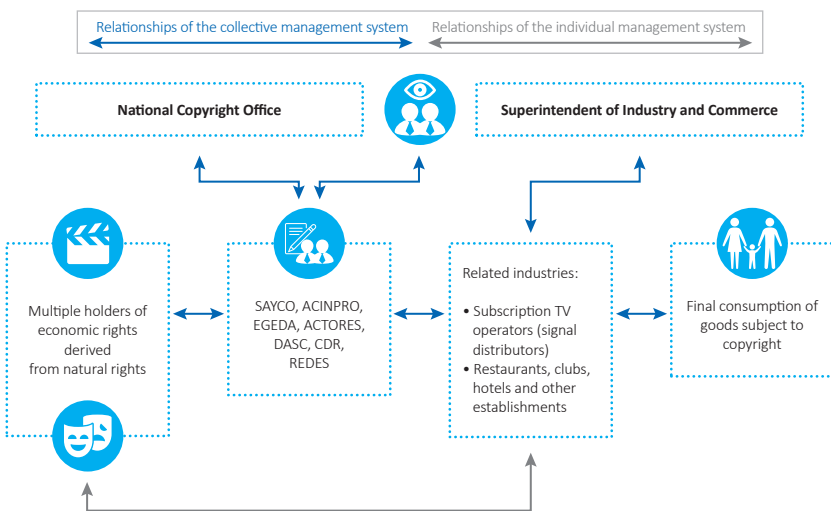 Relationships of the collective management system
Relationships of the individual management system
National Copyright Office
Superintendent of Industry and Commerce
Multiple holders of
economic rights
derived
from natural rights
SAYCO, ACINPRO,
EGEDA, ACTORES,
DASC, CDR,
REDES
Related industries:
• Subscription TV
operators (signal
distributors)
• Restaurants, clubs,
hotels and other
establishments
Final consumption of
goods subject to
copyright